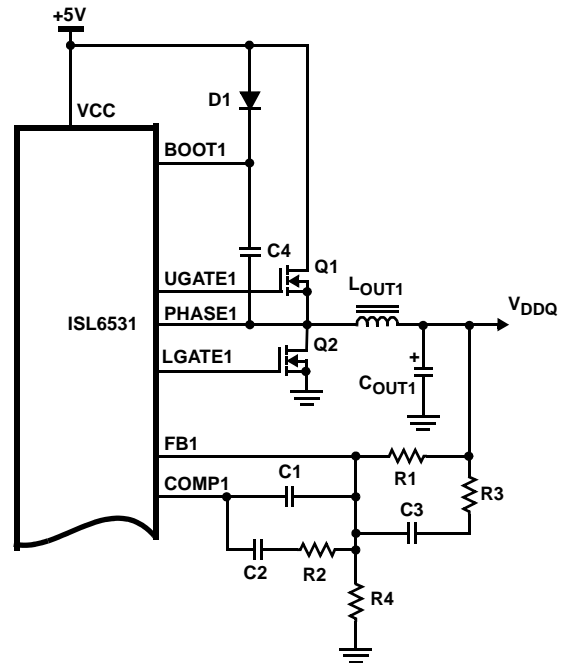 +5V
VCC
D1
BOOT1
C4
Q1
UGATE1
LOUT1
VDDQ
ISL6531
PHASE1
Q2
LGATE1
+
COUT1
FB1
R1
COMP1
C1
R3
C3
C2
R2
R4